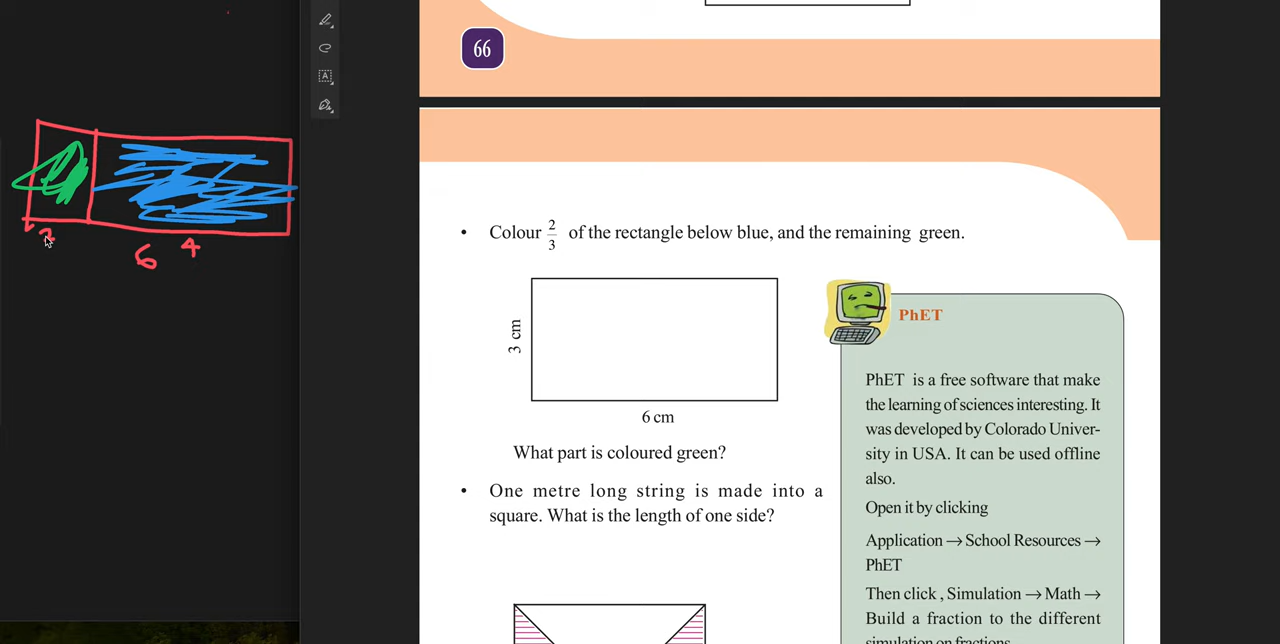 66
• Colour 2/3 of the rectangle below blue, and the remaining green.
3 cm
6 cm
What part is coloured green?
• One metre long string is made into a
square. What is the length of one side?
PhET
PhET is a free software that make
the learning of sciences interesting. It
was developed by Colorado Univer-
sity in USA. It can be used offline
also.
Open it by clicking
Application → School Resources →
PhET
Then click , Simulation → Math →
Build a fraction to the different
simulation on fractions
6
4